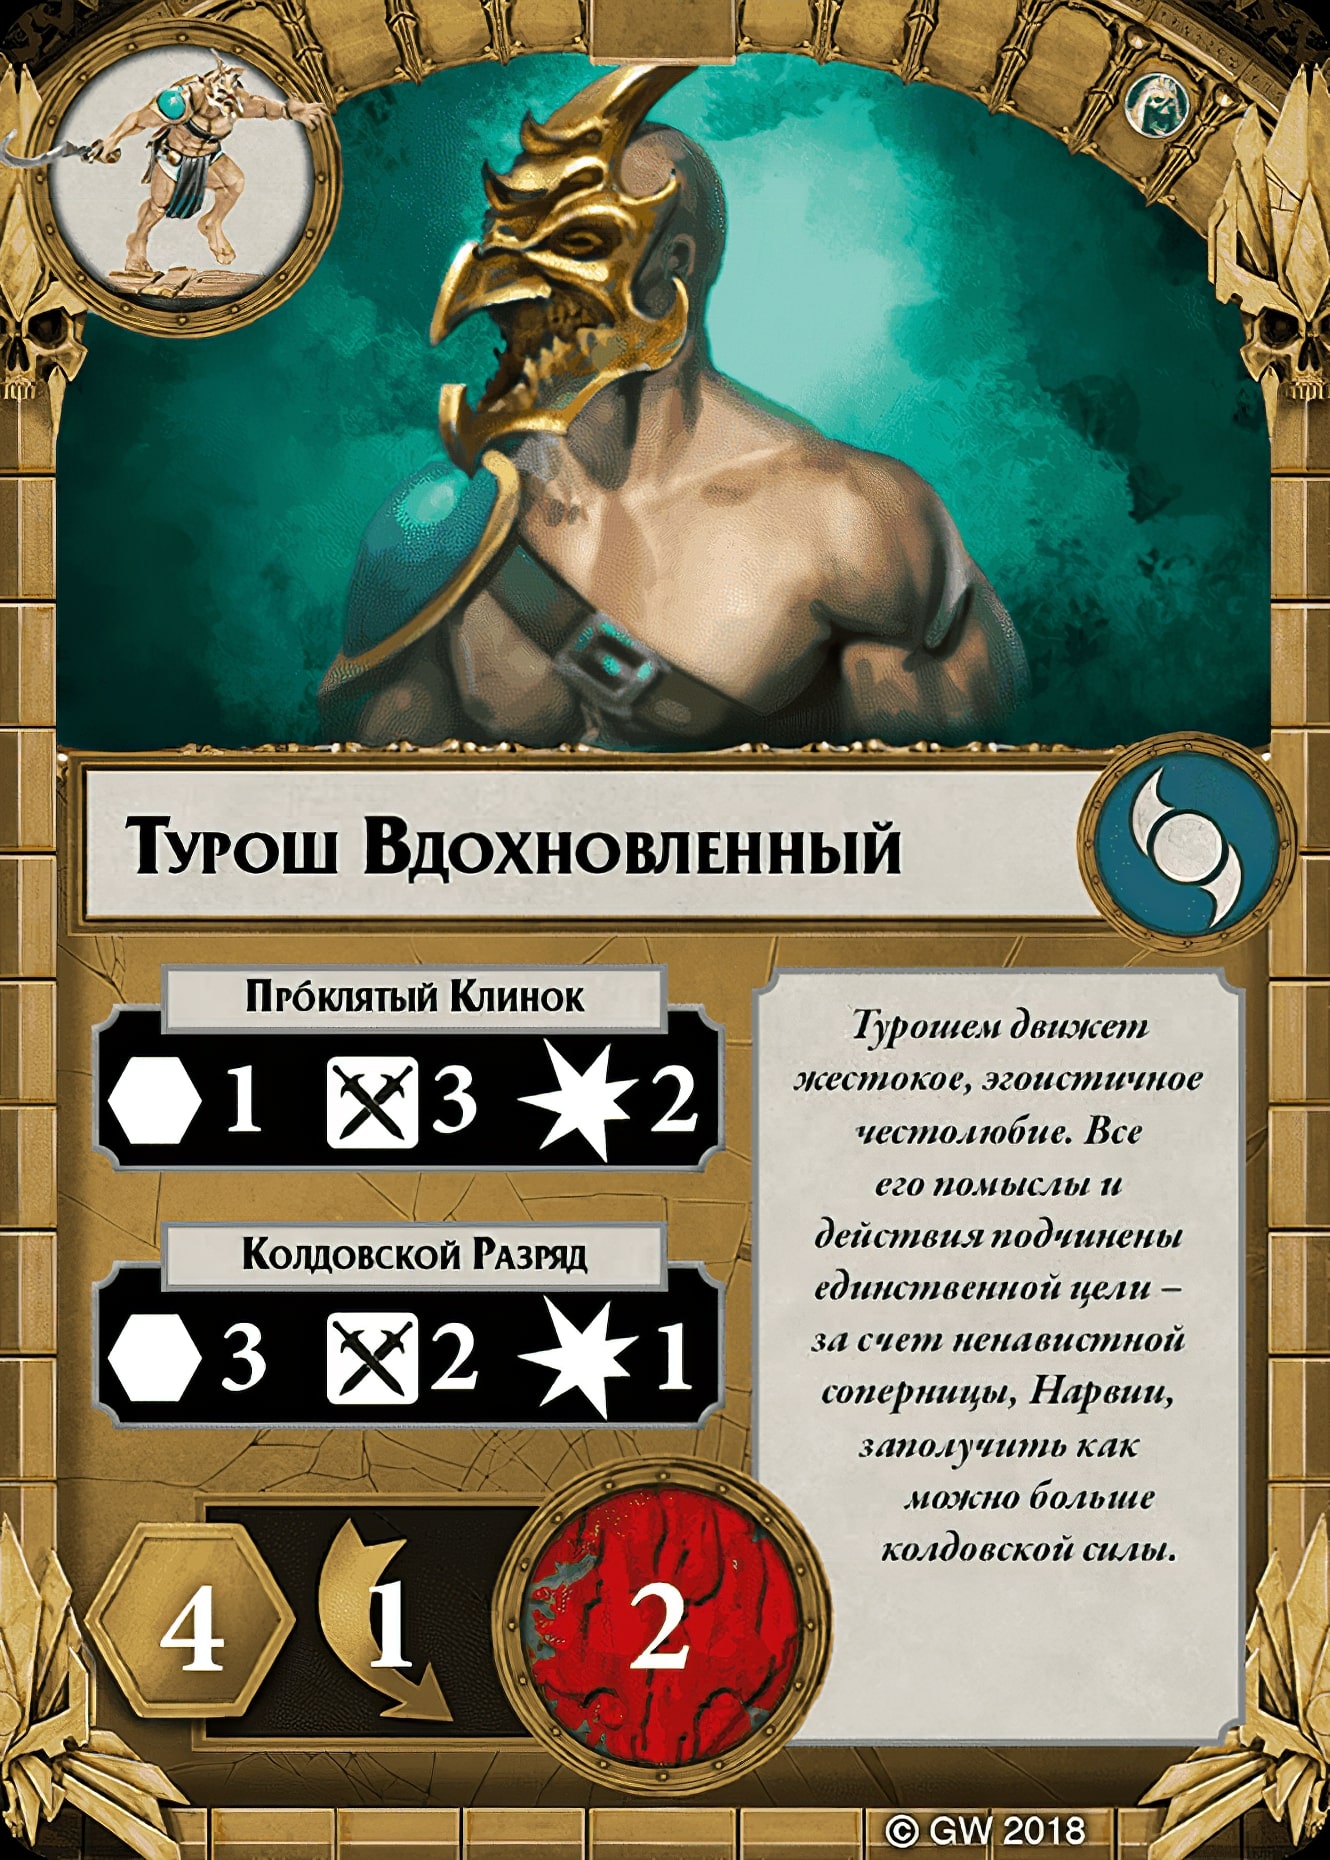 Турош Вдохновленный
Про́клятый Клинок
1 3 2
Колдовской Разряд
3 2 1
4 1 2
Турошем движет
жестокое, эгоистичное
честолюбие. Все
его помыслы и
действия подчинены
единственной цели –
за счет ненавистной
соперницы, Нарвии,
заполучить как
можно больше
колдовской силы.
© GW 2018